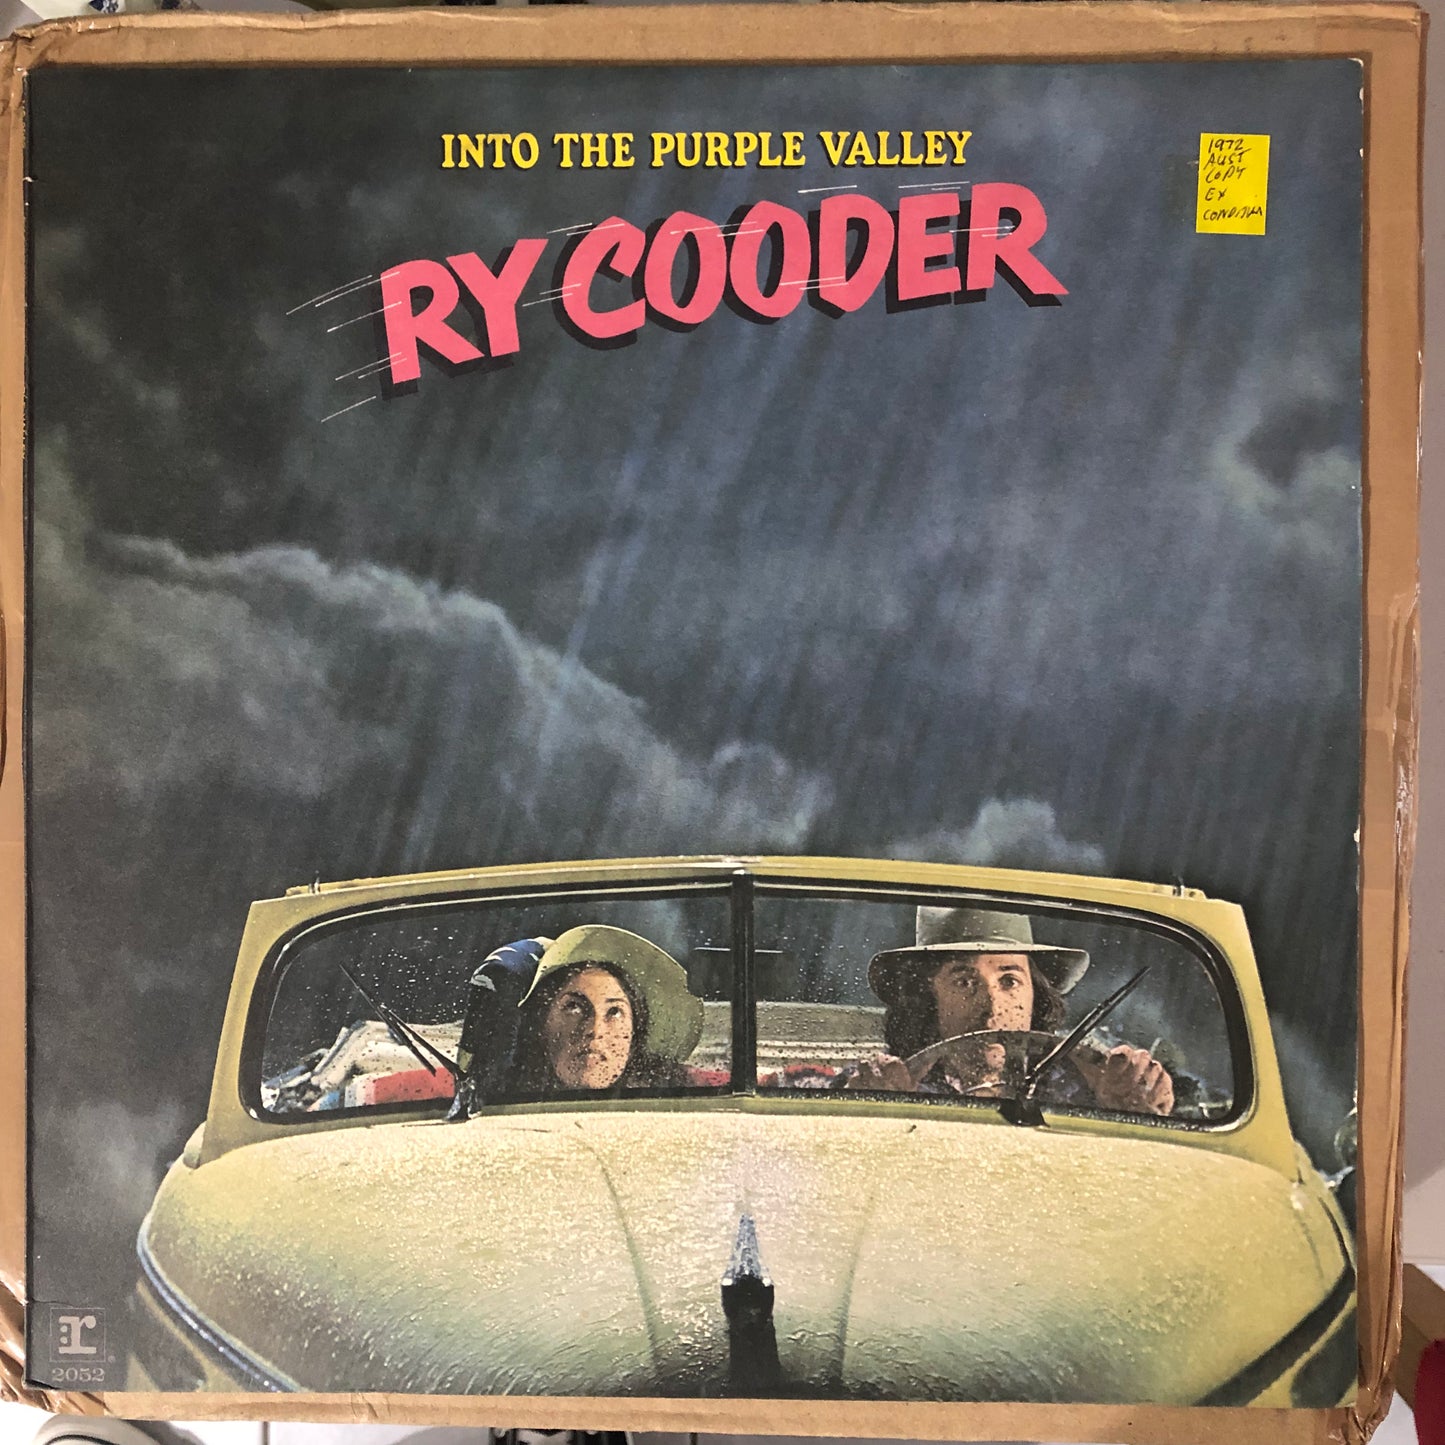 INTO THE PURPLE VALLEY
RY COODER
1972
AUST
COPY
EX
CONDITION
r
2052